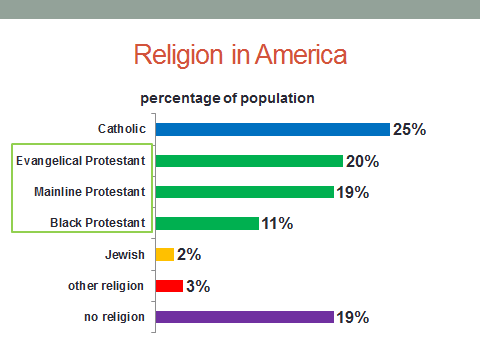 Religion in America
percentage of population
Catholic 25%
Evangelical Protestant 20%
Mainline Protestant 19%
Black Protestant 11%
Jewish 2%
other religion 3%
no religion 19%